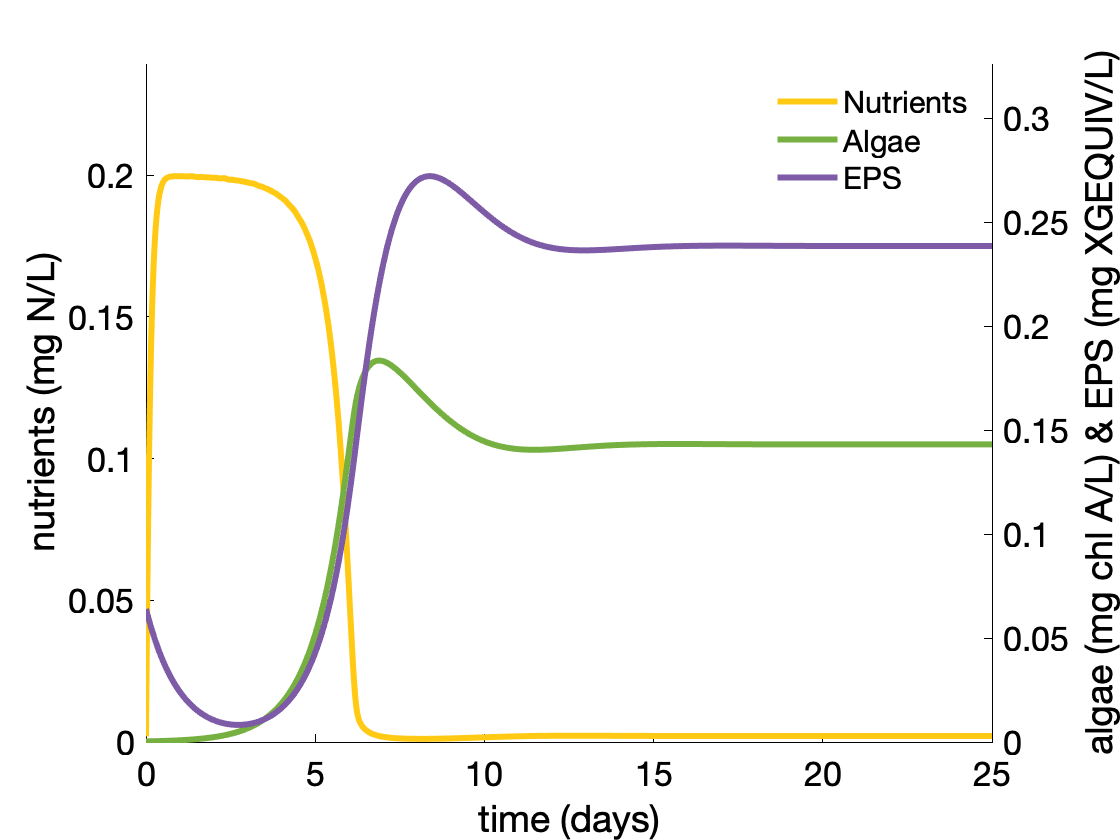 Nutrients
Algae
EPS
nutrients (mg N/L)
0.2
0.15
0.1
0.05
0
0.3
0.25
0.2
0.15
0.1
0.05
0
algae (mg chl A/L) & EPS (mg XGEQUIV/L)
0 5 10 15 20 25
time (days)